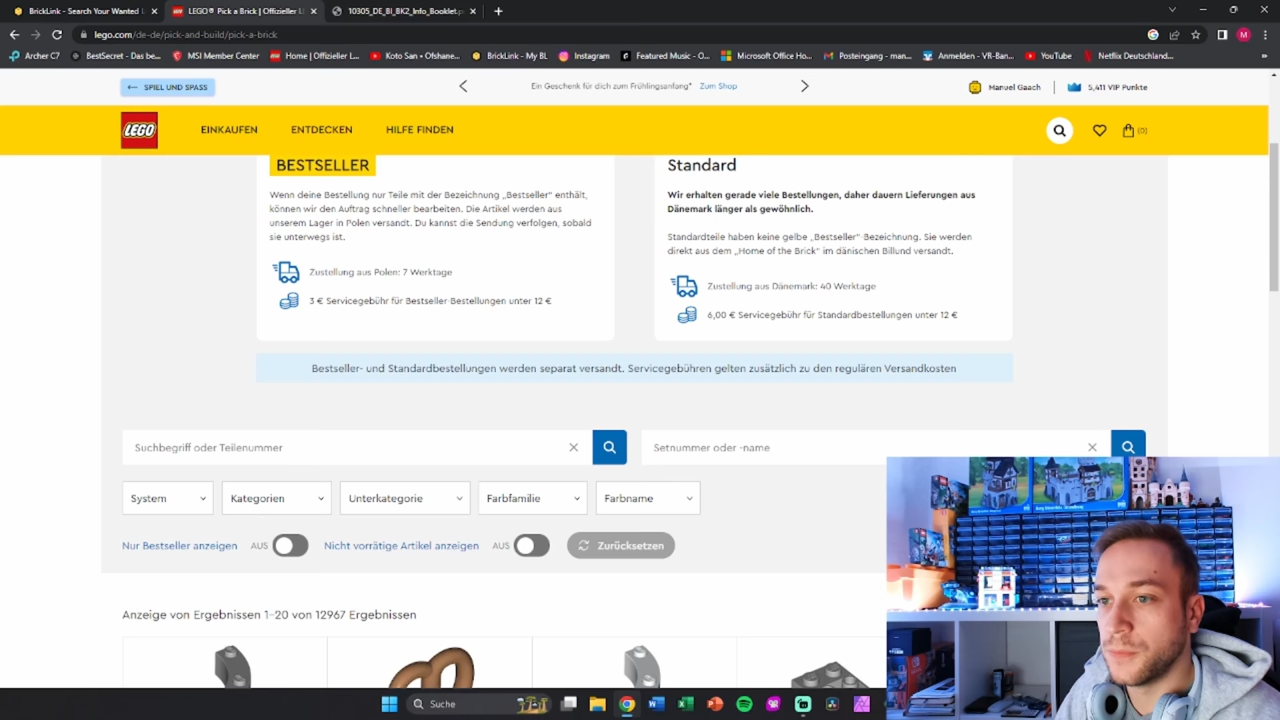 BrickLink - Search Your Wanted L
LEGO® Pick a Brick | Offizieller L
10305_DE_BI_BK2_Info_Booklet.p
lego.com/de-de/pick-and-build/pick-a-brick
M
Archer C7
BestSecret - Das be...
MSI Member Center
Home | Offizieller L...
Koto San • Ofshane...
BrickLink - My BL
Instagram
Featured Music - O...
Microsoft Office Ho...
Posteingang - man...
Anmelden - VR-Ban...
YouTube
Netflix Deutschland...
SPIEL UND SPASS
Ein Geschenk für dich zum Frühlingsanfang* Zum Shop
Manuel Gaach
5,411 VIP Punkte
LEGO
EINKAUFEN
ENTDECKEN
HILFE FINDEN
(0)
BESTSELLER
Wenn deine Bestellung nur Teile mit der Bezeichnung „Bestseller“ enthält,
können wir den Auftrag schneller bearbeiten. Die Artikel werden aus
unserem Lager in Polen versandt. Du kannst die Sendung verfolgen, sobald
sie unterwegs ist.
Zustellung aus Polen: 7 Werktage
3 € Servicegebühr für Bestseller-Bestellungen unter 12 €
Standard
Wir erhalten gerade viele Bestellungen, daher dauern Lieferungen aus
Dänemark länger als gewöhnlich.
Standardteile haben keine gelbe „Bestseller“-Bezeichnung. Sie werden
direkt aus dem „Home of the Brick“ im dänischen Billund versandt.
Zustellung aus Dänemark: 40 Werktage
6,00 € Servicegebühr für Standardbestellungen unter 12 €
Bestseller- und Standardbestellungen werden separat versandt. Servicegebühren gelten zusätzlich zu den regulären Versandkosten
Suchbegriff oder Teilenummer
Setnummer oder -name
System
Kategorien
Unterkategorie
Farbfamilie
Farbname
Nur Bestseller anzeigen AUS
Nicht vorrätige Artikel anzeigen AUS
Zurücksetzen
Anzeige von Ergebnissen 1-20 von 12967 Ergebnissen
Suche